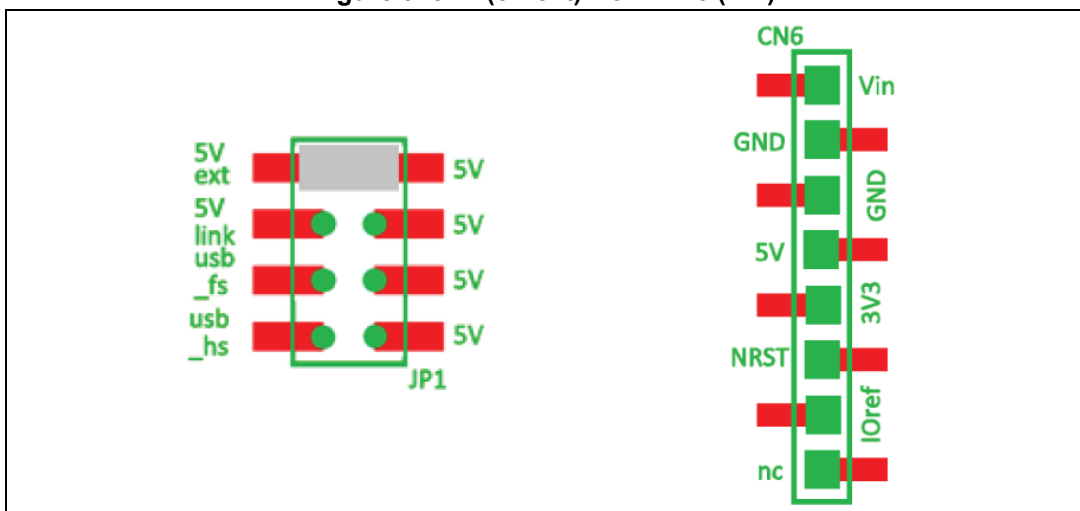 5V
ext
5V
5V
link
5V
usb
_fs
5V
usb
_hs
5V
JP1
CN6
Vin
GND
GND
5V
3V3
NRST
IOref
nc